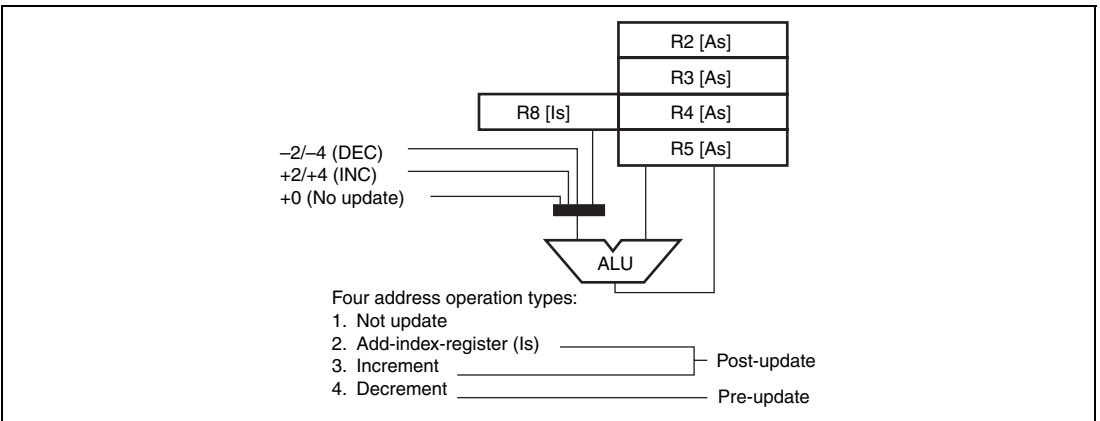 R2 [As]
R3 [As]
R8 [Is]
R4 [As]
R5 [As]
–2/–4 (DEC)
+2/+4 (INC)
+0 (No update)
ALU
Four address operation types:
1. Not update
2. Add-index-register (Is)
3. Increment
Post-update
4. Decrement
Pre-update